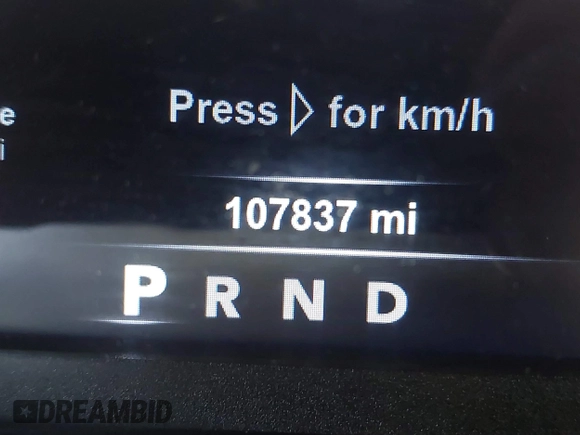 Press ▷ for km/h
107837 mi
P R N D
DREAMBID